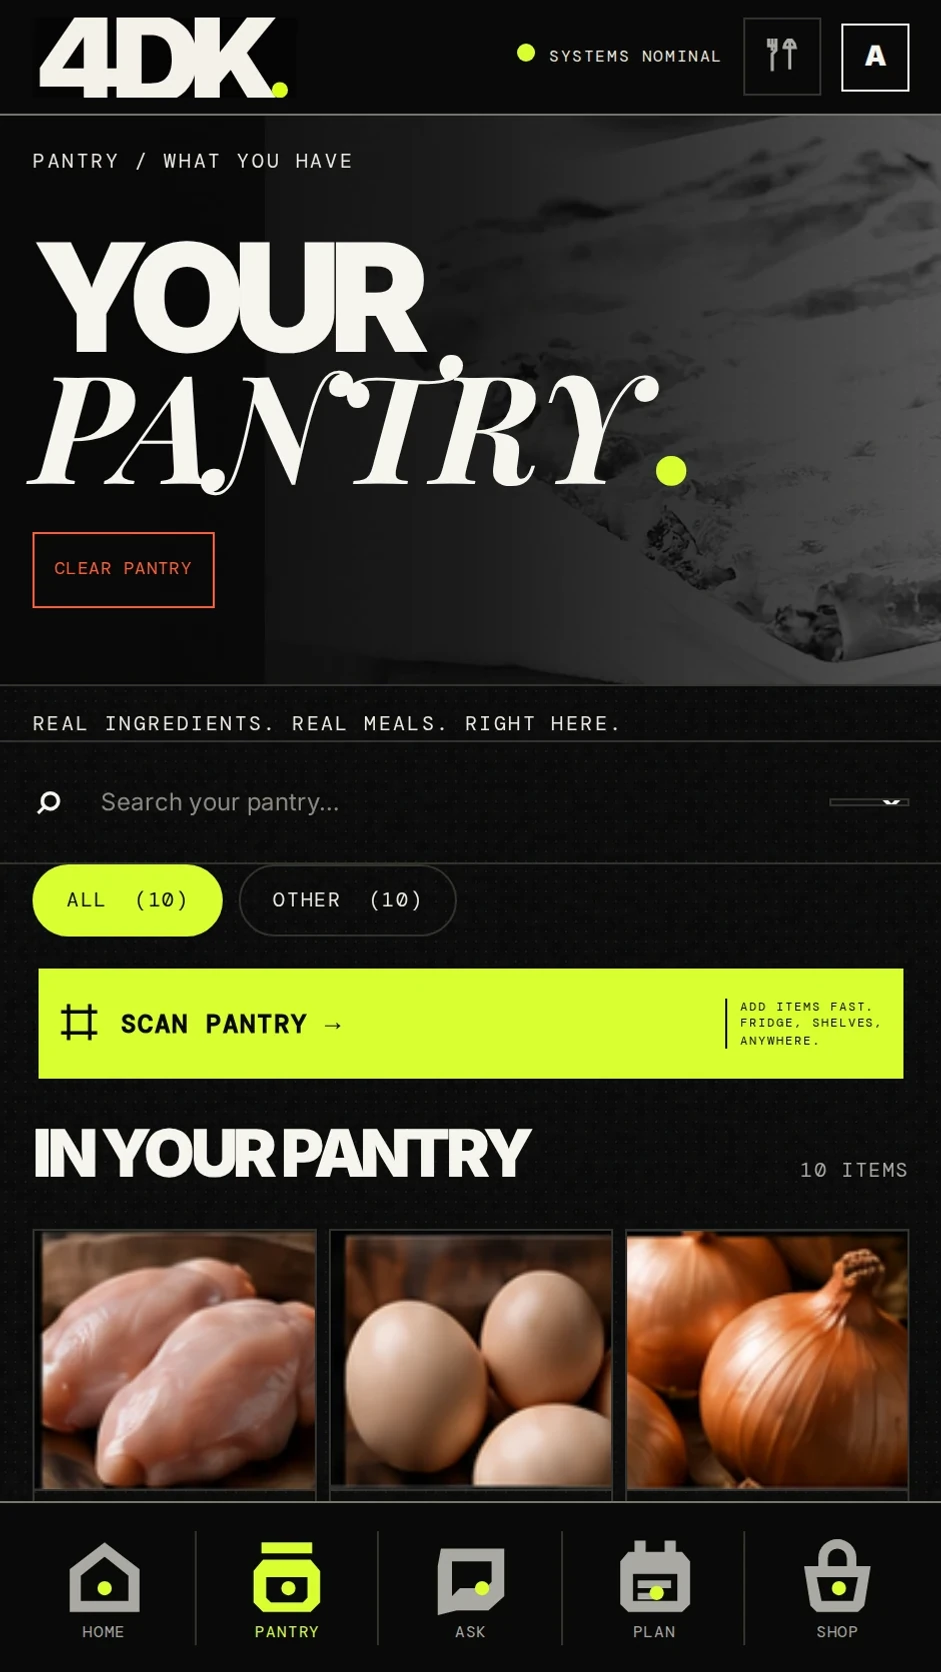 4DK.
SYSTEMS NOMINAL
A
PANTRY / WHAT YOU HAVE
YOUR
PANTRY.
CLEAR PANTRY
REAL INGREDIENTS. REAL MEALS. RIGHT HERE.
Search your pantry...
ALL (10)
OTHER (10)
SCAN PANTRY →
ADD ITEMS FAST.
FRIDGE, SHELVES,
ANYWHERE.
IN YOUR PANTRY
10 ITEMS
HOME
PANTRY
ASK
PLAN
SHOP